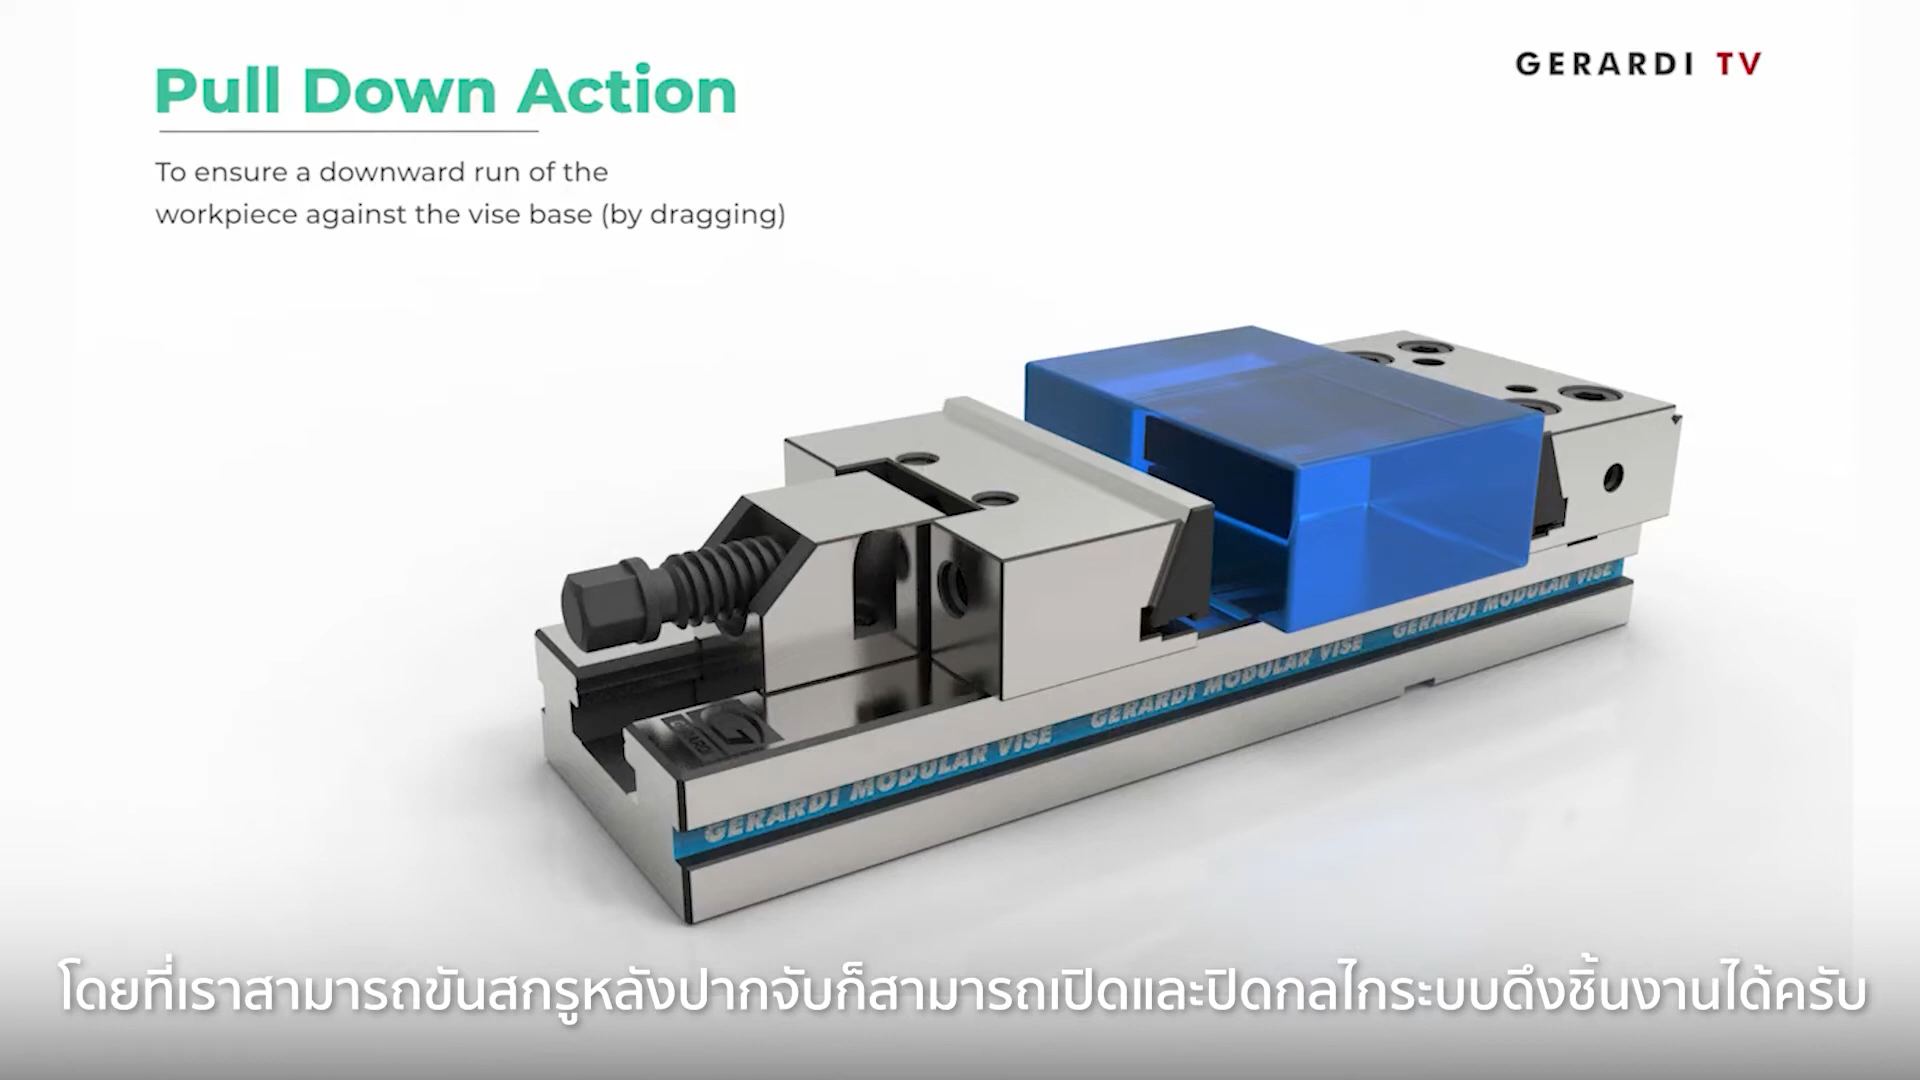 Pull Down Action
GERARDI TV
To ensure a downward run of the
workpiece against the vise base (by dragging)
GERARDI
GERARDI MODULAR VISE GERARDI MODULAR VISE GERARDI MODULAR VISE
โดยที่เราสามารถขันสกรูหลังปากจับก็สามารถเปิดและปิดกลไกระบบดึงชิ้นงานได้ครับ